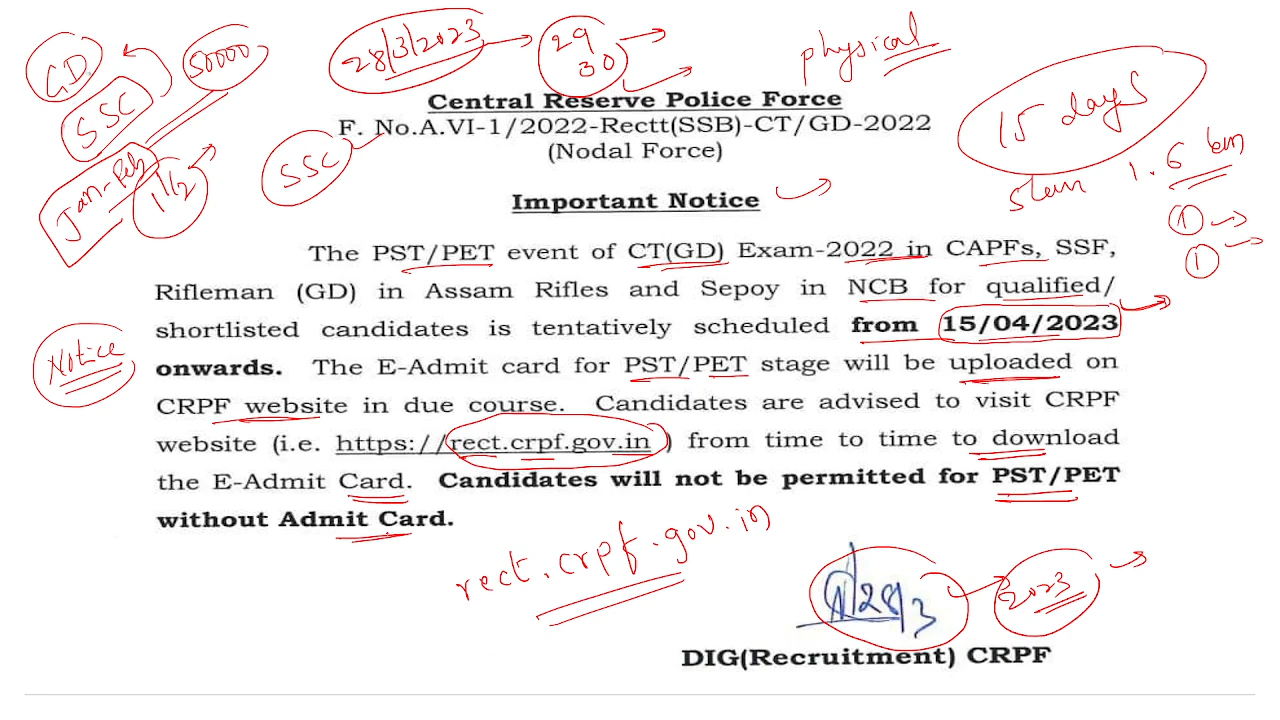 GD
50000
28/3/2023
29
30
physical
SSC
Central Reserve Police Force
15 days
F. No.A.VI-1/2022-Rectt(SSB)-CT/GD-2022
SSC
(Nodal Force)
1.6 km
Jan-Feb
1 1/2
Important Notice
1
The PST/PET event of CT(GD) Exam-2022 in CAPFs, SSF,
1
Rifleman (GD) in Assam Rifles and Sepoy in NCB for qualified/
shortlisted candidates is tentatively scheduled from 15/04/2023
Notice
onwards. The E-Admit card for PST/PET stage will be uploaded on
CRPF website in due course. Candidates are advised to visit CRPF
website (i.e. https://rect.crpf.gov.in ) from time to time to download
the E-Admit Card. Candidates will not be permitted for PST/PET
without Admit Card.
rect.crpf.gov.in
28/3
2023
DIG(Recruitment) CRPF